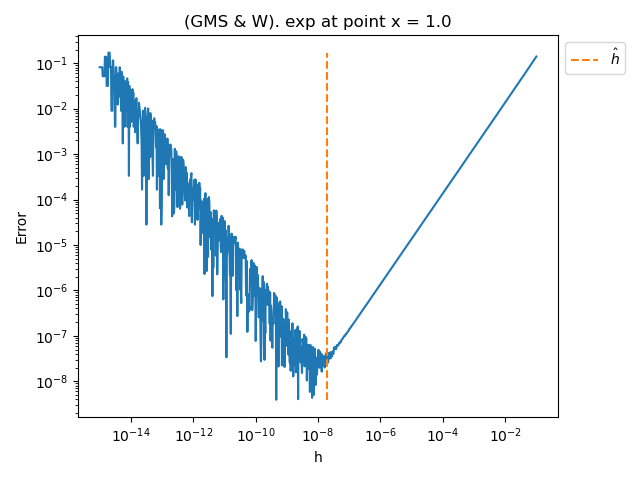 (GMS & W). exp at point x = 1.0
ĥ
Error
10⁻¹
10⁻²
10⁻³
10⁻⁴
10⁻⁵
10⁻⁶
10⁻⁷
10⁻⁸
10⁻¹⁴ 10⁻¹² 10⁻¹⁰ 10⁻⁸ 10⁻⁶ 10⁻⁴ 10⁻²
h